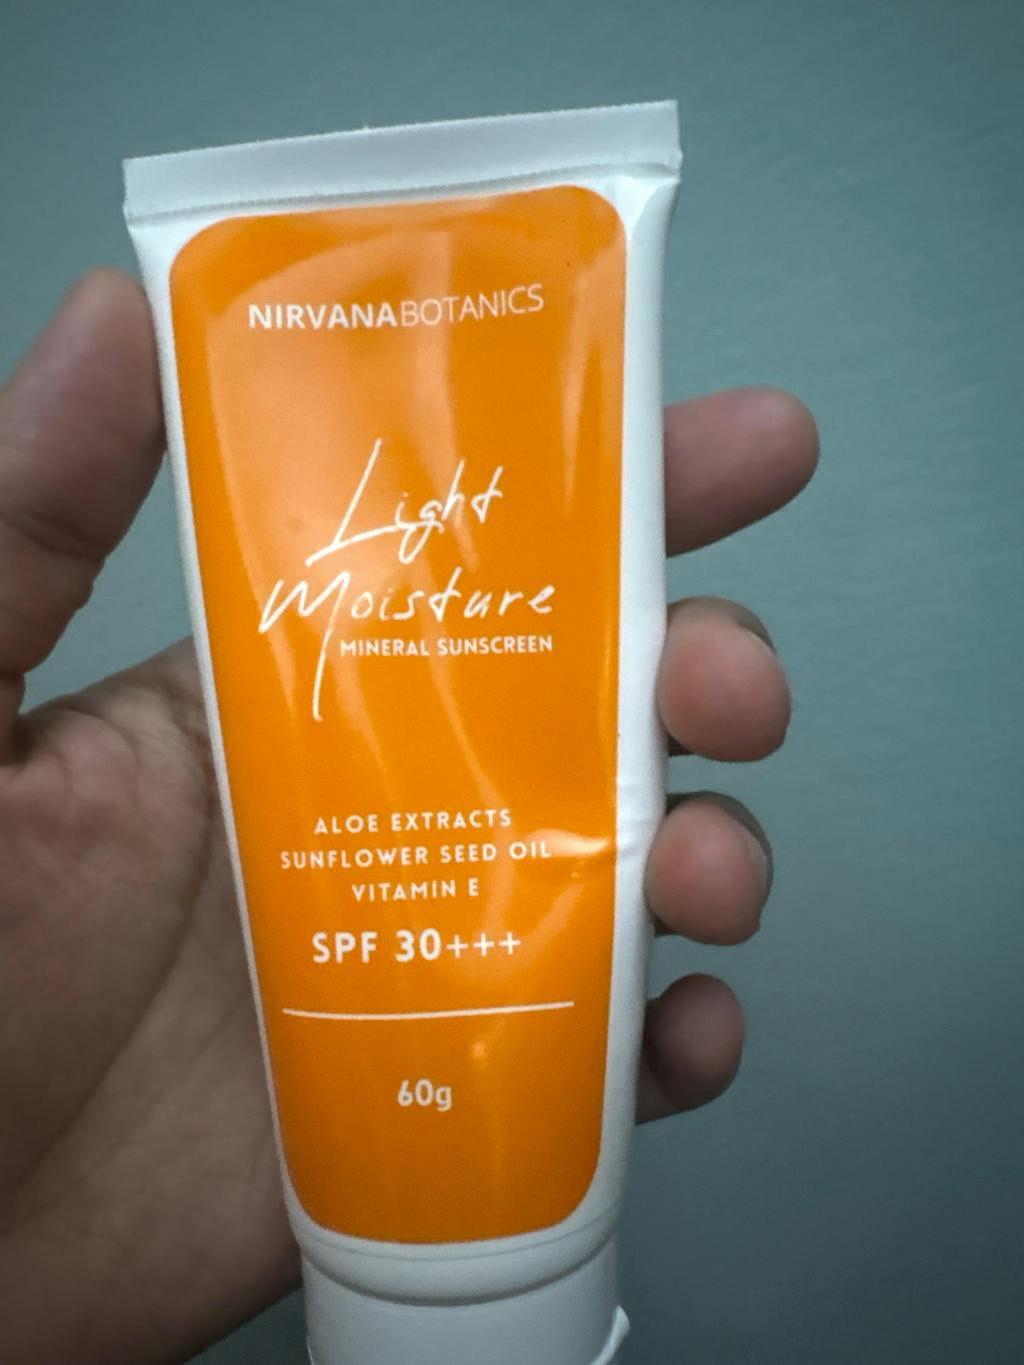 NIRVANABOTANICS
Light
Moisture
MINERAL SUNSCREEN
ALOE EXTRACTS
SUNFLOWER SEED OIL
VITAMIN E
SPF 30+++
60g